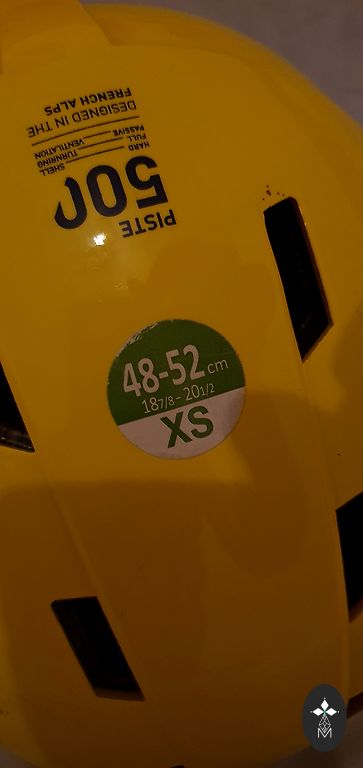 PISTE
500
HARD SHELL
FULL TURNRING
PASSIVE VENTILATION
DESIGNED IN THE
FRENCH ALPS
48-52 cm
18 7/8 - 20 1/2
XS
M